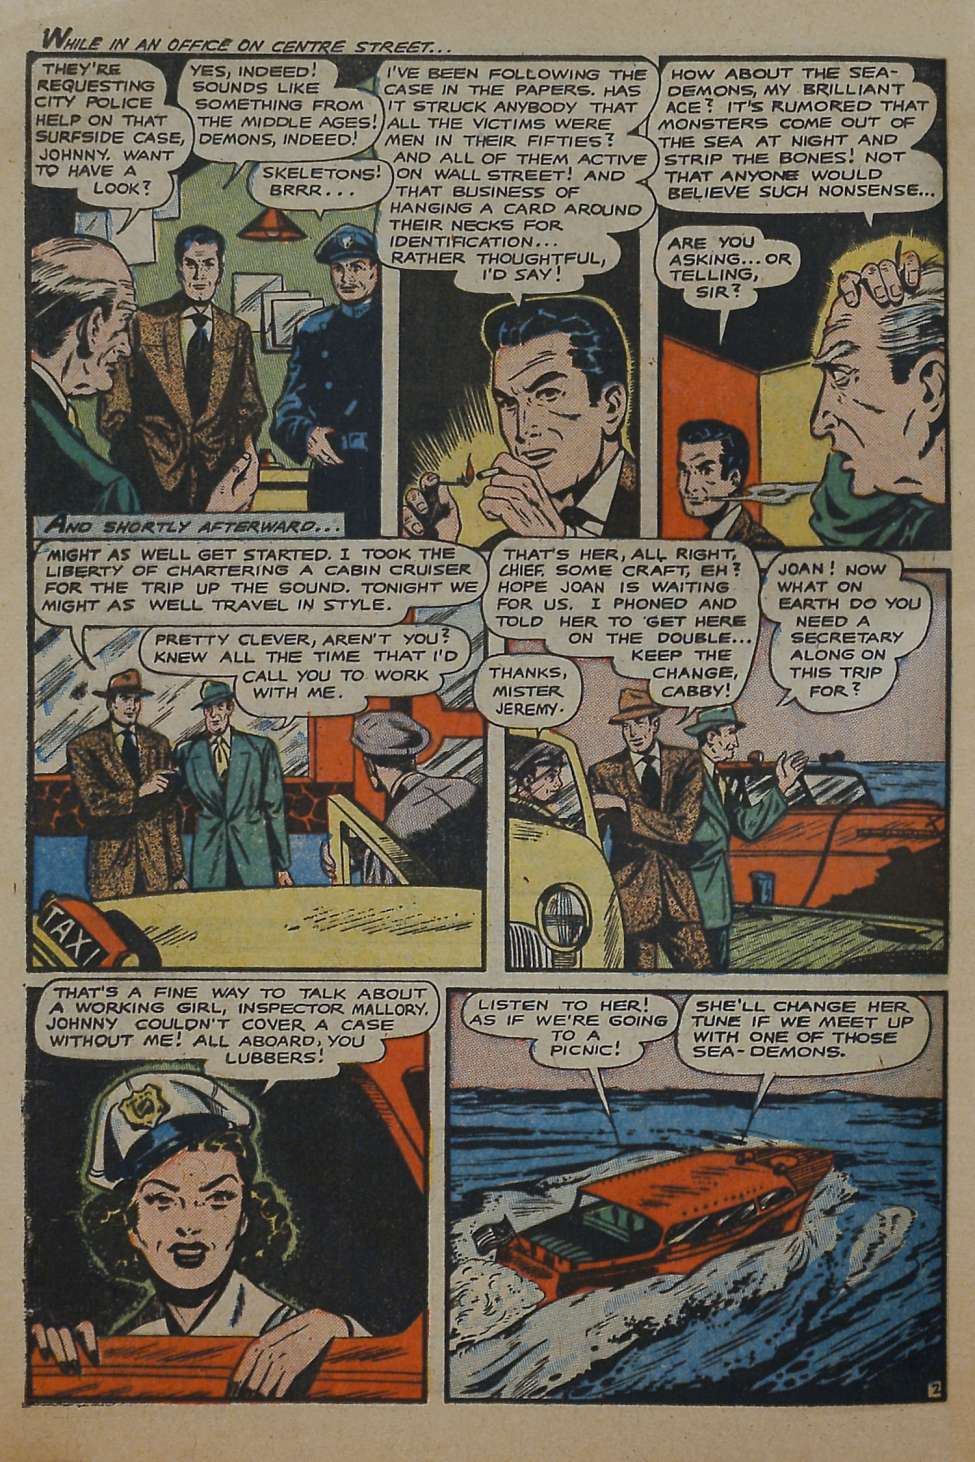 WHILE IN AN OFFICE ON CENTRE STREET...
THEY'RE
REQUESTING
CITY POLICE
HELP ON THAT
SURFSIDE CASE,
JOHNNY. WANT
TO HAVE A
LOOK?
YES, INDEED!
SOUNDS LIKE
SOMETHING FROM
THE MIDDLE AGES!
DEMONS, INDEED!
SKELETONS!
BRRR...
I'VE BEEN FOLLOWING THE
CASE IN THE PAPERS. HAS
IT STRUCK ANYBODY THAT
ALL THE VICTIMS WERE
MEN IN THEIR FIFTIES?
AND ALL OF THEM ACTIVE
ON WALL STREET! AND
THAT BUSINESS OF
HANGING A CARD AROUND
THEIR NECKS FOR
IDENTIFICATION...
RATHER THOUGHTFUL,
I'D SAY!
HOW ABOUT THE SEA-
DEMONS, MY BRILLIANT
ACE? IT'S RUMORED THAT
MONSTERS COME OUT OF
THE SEA AT NIGHT AND
STRIP THE BONES! NOT
THAT ANYONE WOULD
BELIEVE SUCH NONSENSE...
ARE YOU
ASKING...OR
TELLING,
SIR?
AND SHORTLY AFTERWARD...
MIGHT AS WELL GET STARTED. I TOOK THE
LIBERTY OF CHARTERING A CABIN CRUISER
FOR THE TRIP UP THE SOUND. TONIGHT WE
MIGHT AS WELL TRAVEL IN STYLE.
PRETTY CLEVER, AREN'T YOU?
KNEW ALL THE TIME THAT I'D
CALL YOU TO WORK
WITH ME.
TAXI
THAT'S HER, ALL RIGHT,
CHIEF. SOME CRAFT, EH?
HOPE JOAN IS WAITING
FOR US. I PHONED AND
TOLD HER TO GET HERE
ON THE DOUBLE...
KEEP THE
CHANGE,
CABBY!
THANKS,
MISTER
JEREMY.
JOAN! NOW
WHAT ON
EARTH DO YOU
NEED A
SECRETARY
ALONG ON
THIS TRIP
FOR?
THAT'S A FINE WAY TO TALK ABOUT
A WORKING GIRL, INSPECTOR MALLORY.
JOHNNY COULDN'T COVER A CASE
WITHOUT ME! ALL ABOARD, YOU
LUBBERS!
LISTEN TO HER!
AS IF WE'RE GOING
TO A
PICNIC!
SHE'LL CHANGE HER
TUNE IF WE MEET UP
WITH ONE OF THOSE
SEA-DEMONS.
2